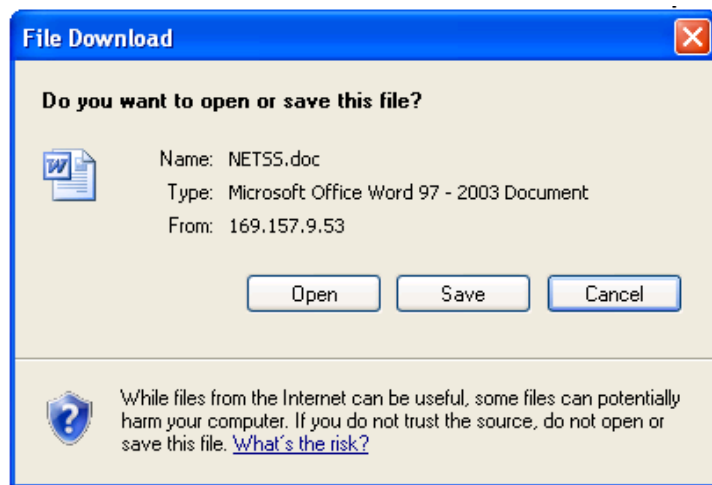 File Download
Do you want to open or save this file?
Name: NETSS.doc
Type: Microsoft Office Word 97 - 2003 Document
From: 169.157.9.53
Open Save Cancel
While files from the Internet can be useful, some files can potentially
harm your computer. If you do not trust the source, do not open or
save this file. What's the risk?